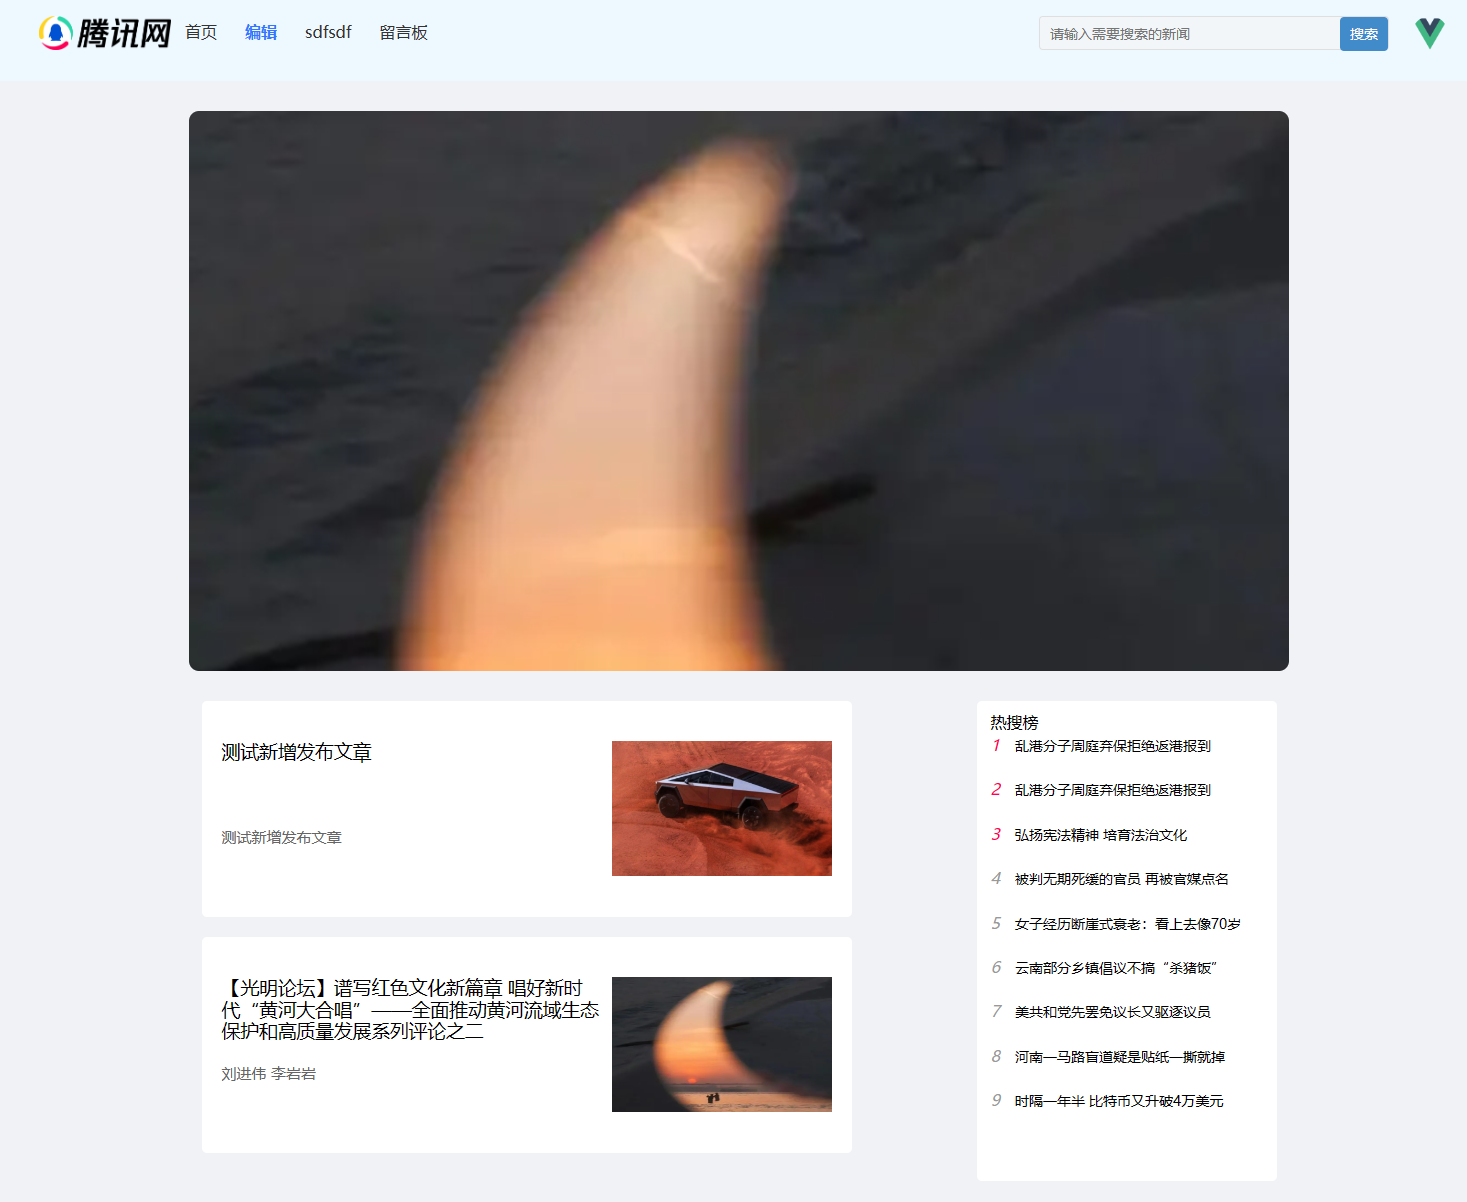 腾讯网 首页 编辑 sdfsdf 留言板 请输入需要搜索的新闻 搜索
测试新增发布文章
测试新增发布文章
【光明论坛】谱写红色文化新篇章 唱好新时
代“黄河大合唱”——全面推动黄河流域生态
保护和高质量发展系列评论之二
刘进伟 李岩岩
热搜榜
1 乱港分子周庭弃保拒绝返港报到
2 乱港分子周庭弃保拒绝返港报到
3 弘扬宪法精神 培育法治文化
4 被判无期死缓的官员 再被官媒点名
5 女子经历断崖式衰老：看上去像70岁
6 云南部分乡镇倡议不搞“杀猪饭”
7 美共和党先罢免议长又驱逐议员
8 河南一马路盲道疑是贴纸一撕就掉
9 时隔一年半 比特币又升破4万美元